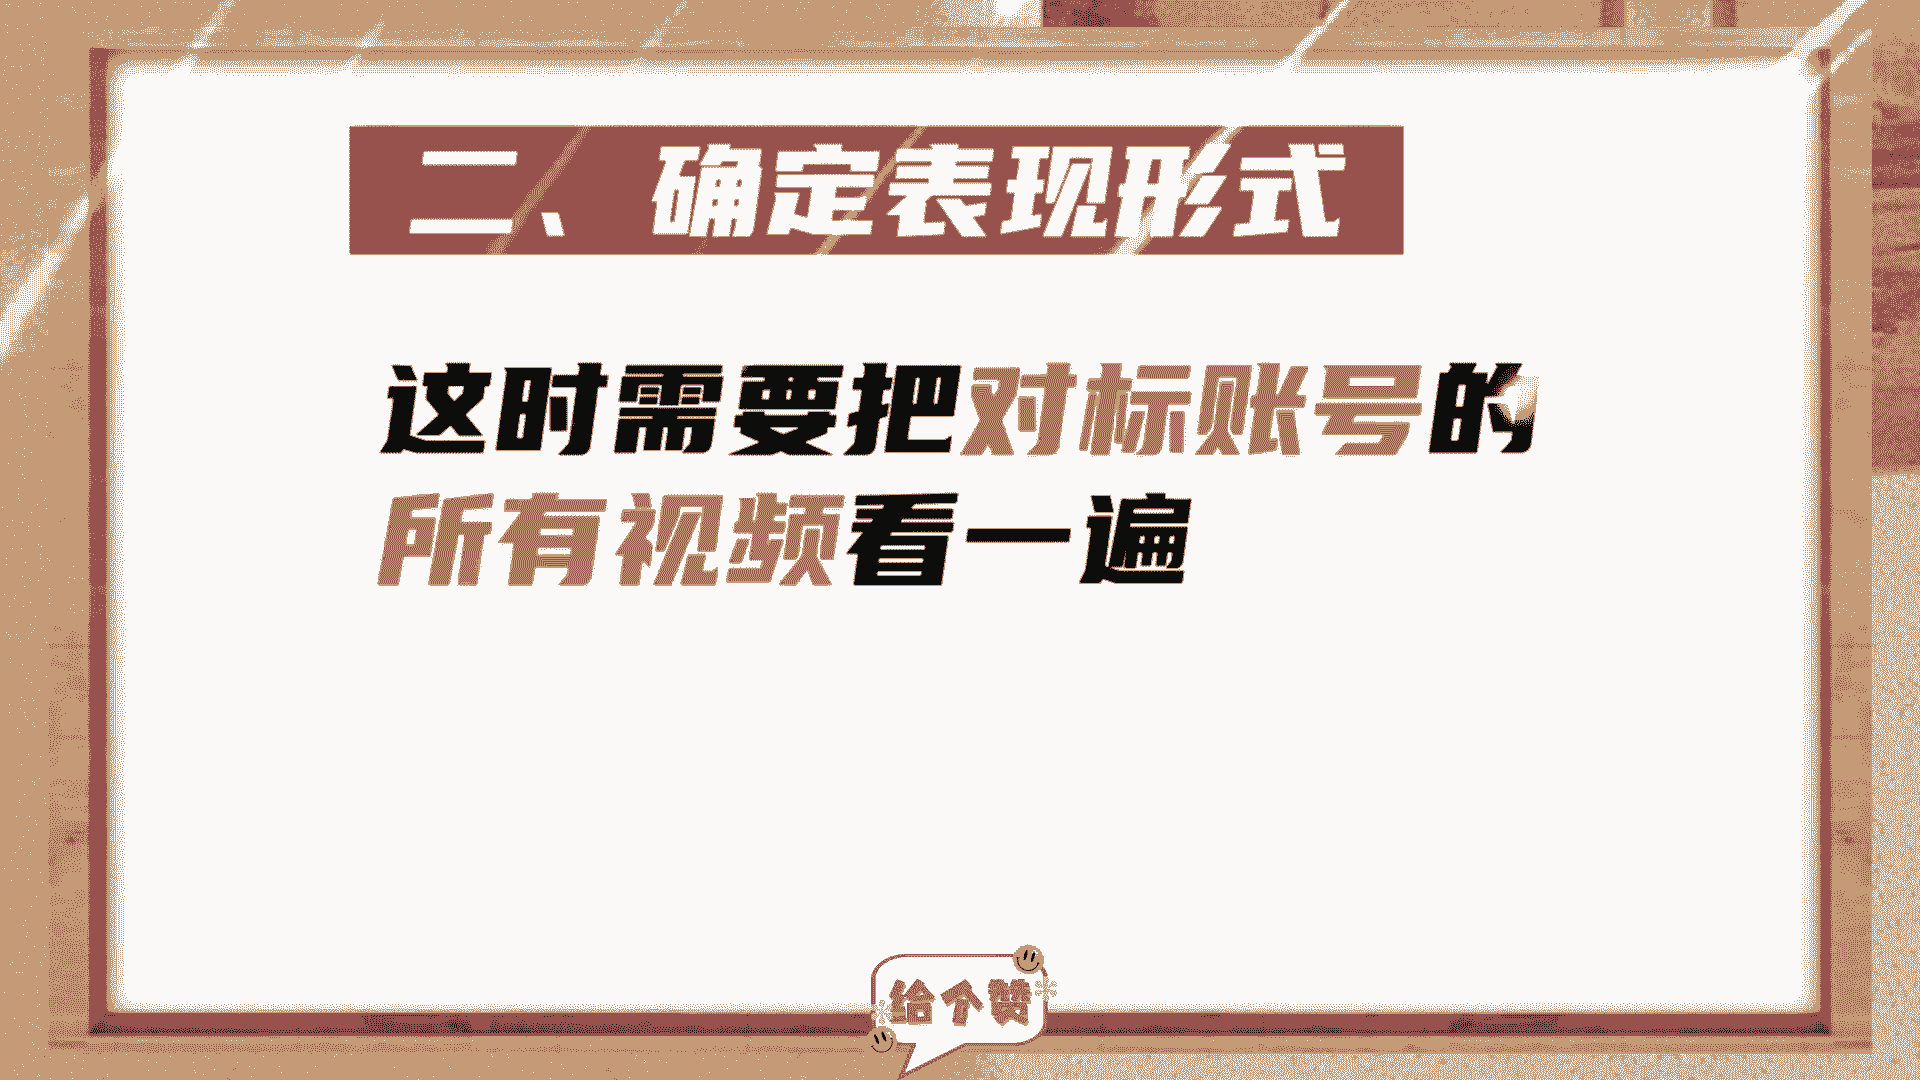 二、确定表现形式
这时需要把对标账号的
所有视频看一遍
给个赞